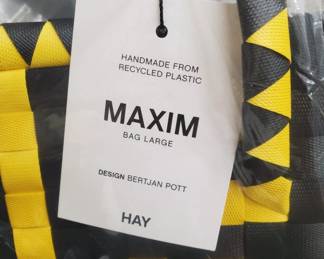 HANDMADE FROM
RECYCLED PLASTIC
MAXIM
BAG LARGE
DESIGN BERTJAN POTT
HAY